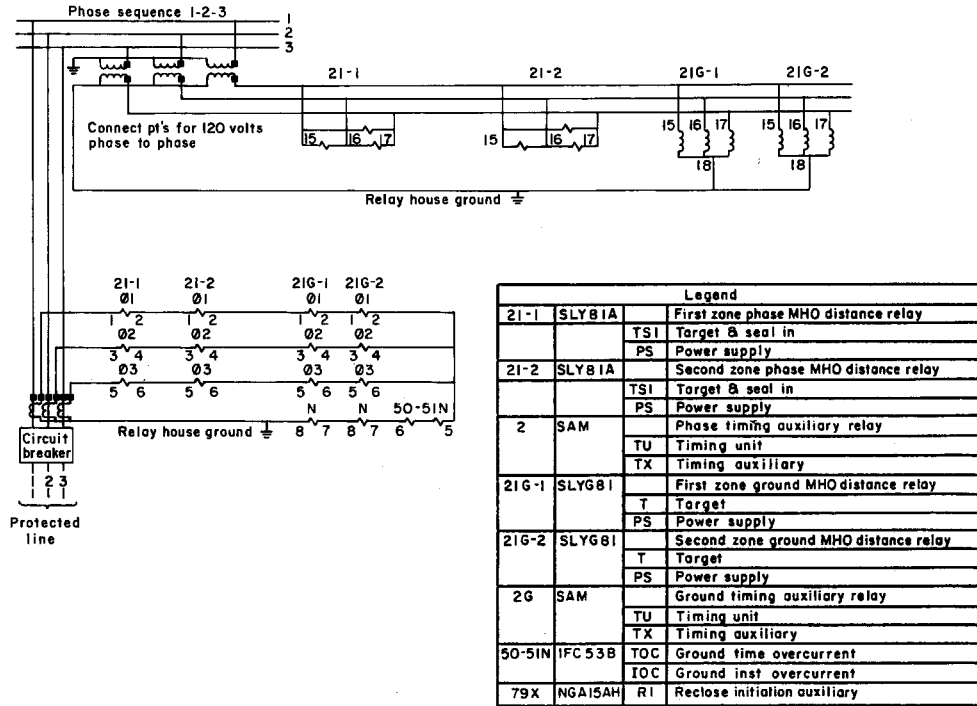 Phase sequence 1-2-3
1
2
3
21-1 21-2 21G-1 21G-2
Connect pt's for 120 volts
phase to phase
15 16 17 15 16 17 15 16 17 15 16 17
18 18
Relay house ground
21-1 21-2 21G-1 21G-2
Ø1 Ø1 Ø1 Ø1
1 2 1 2 1 2 1 2
Ø2 Ø2 Ø2 Ø2
3 4 3 4 3 4 3 4
Ø3 Ø3 Ø3 Ø3
5 6 5 6 5 6 5 6
N N 50-51N
Relay house ground 8 7 8 7 6 5
Circuit
breaker
1 2 3
Protected
line
Legend
21-1 SLY81A First zone phase MHO distance relay
TSI Target & seal in
PS Power supply
21-2 SLY81A Second zone phase MHO distance relay
TSI Target & seal in
PS Power supply
2 SAM Phase timing auxiliary relay
TU Timing unit
TX Timing auxiliary
21G-1 SLYG81 First zone ground MHO distance relay
T Target
PS Power supply
21G-2 SLYG81 Second zone ground MHO distance relay
T Target
PS Power supply
2G SAM Ground timing auxiliary relay
TU Timing unit
TX Timing auxiliary
50-51N IFC53B TOC Ground time overcurrent
IOC Ground inst overcurrent
79X NGA15AH RI Reclose initiation auxiliary